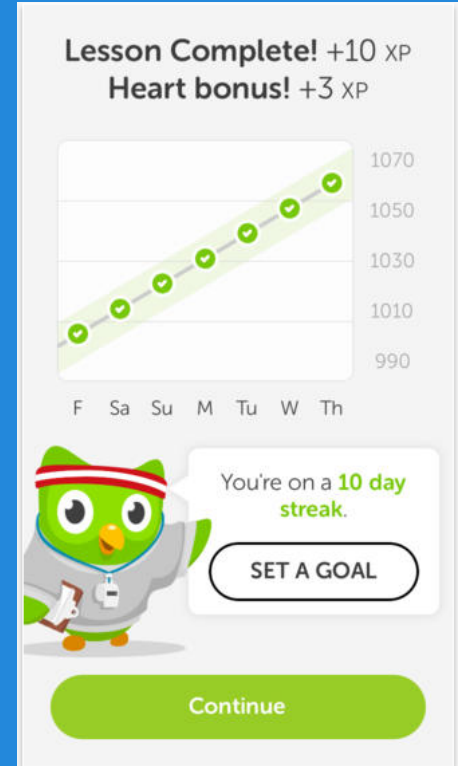 Lesson Complete! +10 XP
Heart bonus! +3 XP
1070
1050
1030
1010
990
F Sa Su M Tu W Th
You're on a 10 day
streak.
SET A GOAL
Continue